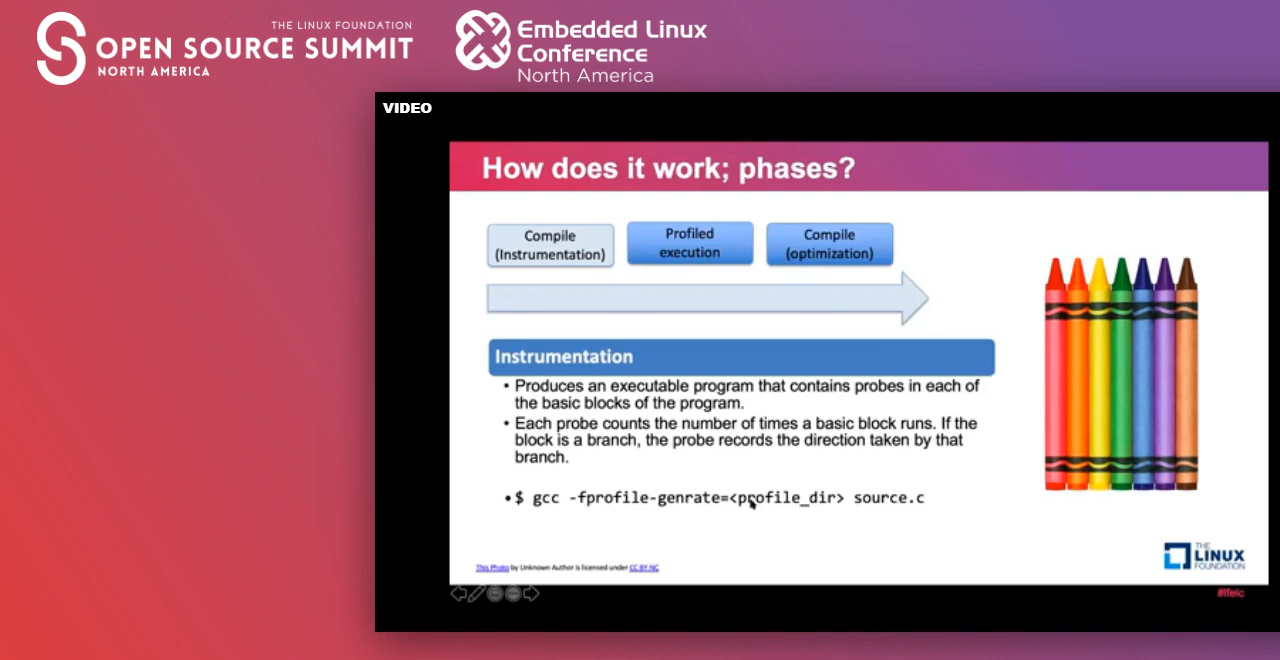 THE LINUX FOUNDATION
OPEN SOURCE SUMMIT
NORTH AMERICA
Embedded Linux
Conference
North America
VIDEO
How does it work; phases?
Compile
(Instrumentation)
Profiled
execution
Compile
(optimization)
Instrumentation
• Produces an executable program that contains probes in each of
the basic blocks of the program.
• Each probe counts the number of times a basic block runs. If the
block is a branch, the probe records the direction taken by that
branch.
• $ gcc -fprofile-genrate=<profile_dir> source.c
This Photo by Unknown Author is licensed under CC BY-NC
THE
LINUX
FOUNDATION
#lfelc